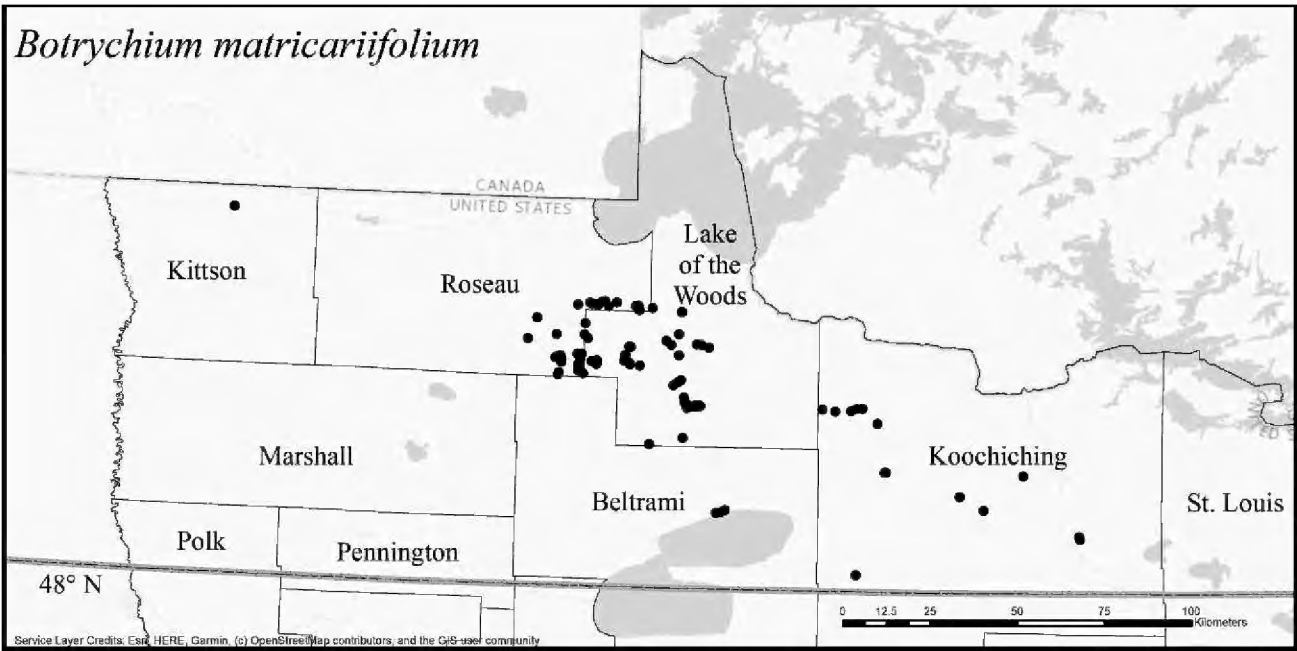 Botrychium matricariifolium
CANADA
UNITED STATES
Kittson
Roseau
Lake
of the
Woods
Marshall
Beltrami
Koochiching
St. Louis
Polk
Pennington
48° N
0 12.5 25 50 75 100
Kilometers
Service Layer Credits: Esri, HERE, Garmin, (c) OpenStreetMap contributors, and the GIS user community